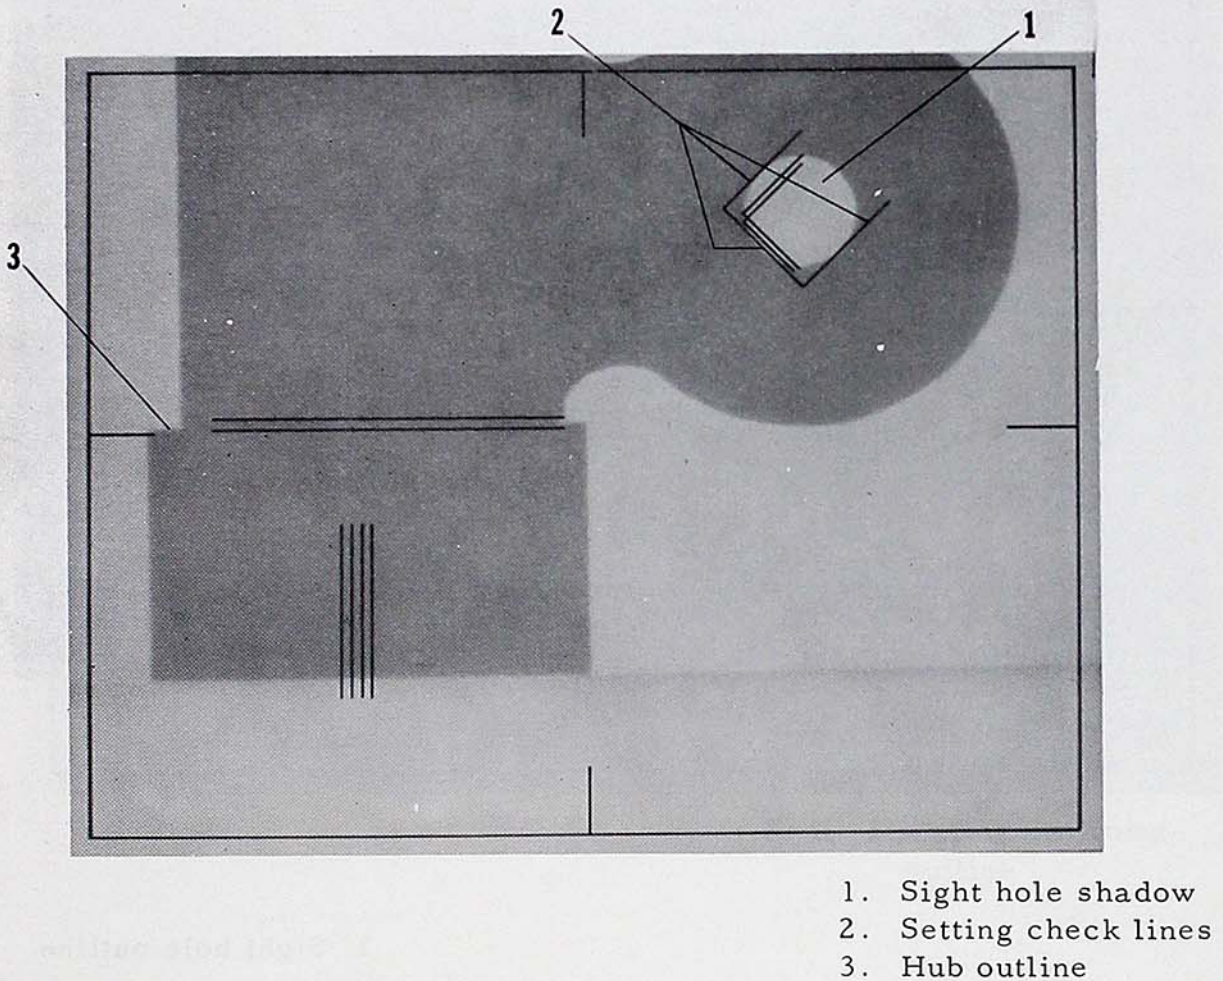 2
1
3
1. Sight hole shadow
2. Setting check lines
3. Hub outline